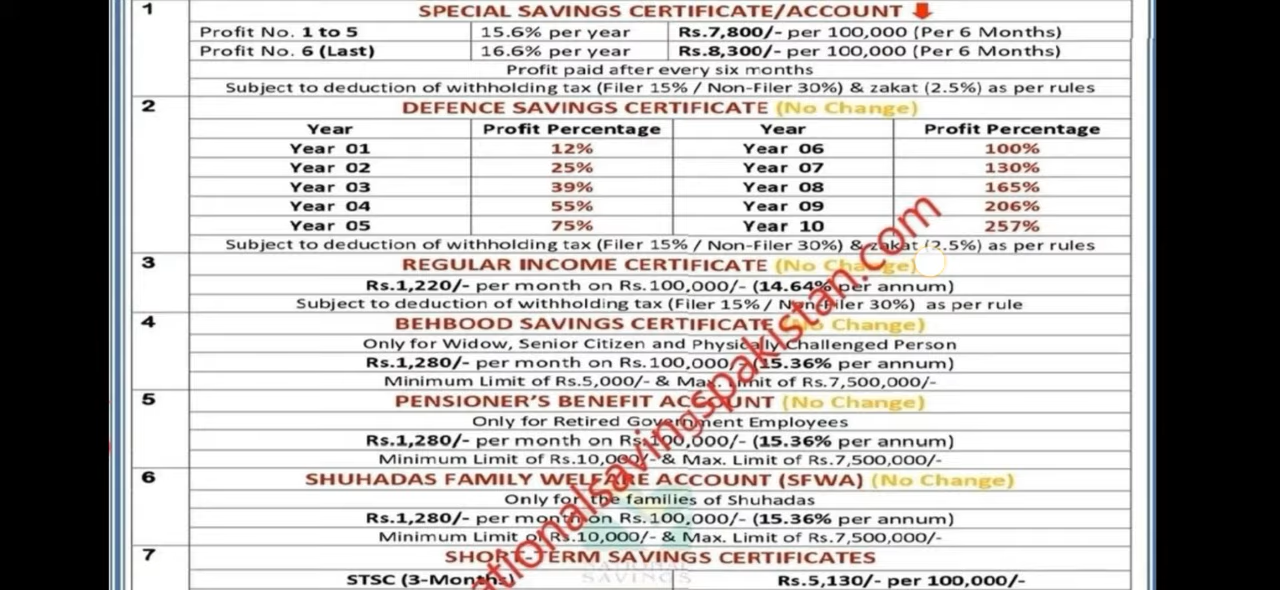 1 SPECIAL SAVINGS CERTIFICATE/ACCOUNT
Profit No. 1 to 5 15.6% per year Rs.7,800/- per 100,000 (Per 6 Months)
Profit No. 6 (Last) 16.6% per year Rs.8,300/- per 100,000 (Per 6 Months)
Profit paid after every six months
Subject to deduction of withholding tax (Filer 15% / Non-Filer 30%) & zakat (2.5%) as per rules
2 DEFENCE SAVINGS CERTIFICATE (No Change)
Year Profit Percentage Year Profit Percentage
Year 01 12% Year 06 100%
Year 02 25% Year 07 130%
Year 03 39% Year 08 165%
Year 04 55% Year 09 206%
Year 05 75% Year 10 257%
Subject to deduction of withholding tax (Filer 15% / Non-Filer 30%) & zakat (2.5%) as per rules
3 REGULAR INCOME CERTIFICATE (No Change)
Rs.1,220/- per month on Rs.100,000/- (14.64% per annum)
Subject to deduction of withholding tax (Filer 15% / Non-Filer 30%) as per rule
4 BEHBOOD SAVINGS CERTIFICATE (No Change)
Only for Widow, Senior Citizen and Physically Challenged Person
Rs.1,280/- per month on Rs.100,000/- (15.36% per annum)
Minimum Limit of Rs.5,000/- & Max. Limit of Rs.7,500,000/-
5 PENSIONER'S BENEFIT ACCOUNT (No Change)
Only for Retired Government Employees
Rs.1,280/- per month on Rs.100,000/- (15.36% per annum)
Minimum Limit of Rs.10,000/- & Max. Limit of Rs.7,500,000/-
6 SHUHADAS FAMILY WELFARE ACCOUNT (SFWA) (No Change)
Only for the families of Shuhadas
Rs.1,280/- per month on Rs.100,000/- (15.36% per annum)
Minimum Limit of Rs.10,000/- & Max. Limit of Rs.7,500,000/-
7 SHORT-TERM SAVINGS CERTIFICATES
STSC (3-Months) Rs.5,130/- per 100,000/-
ationalsavingspakistan.com
NATIONAL
SAVINGS